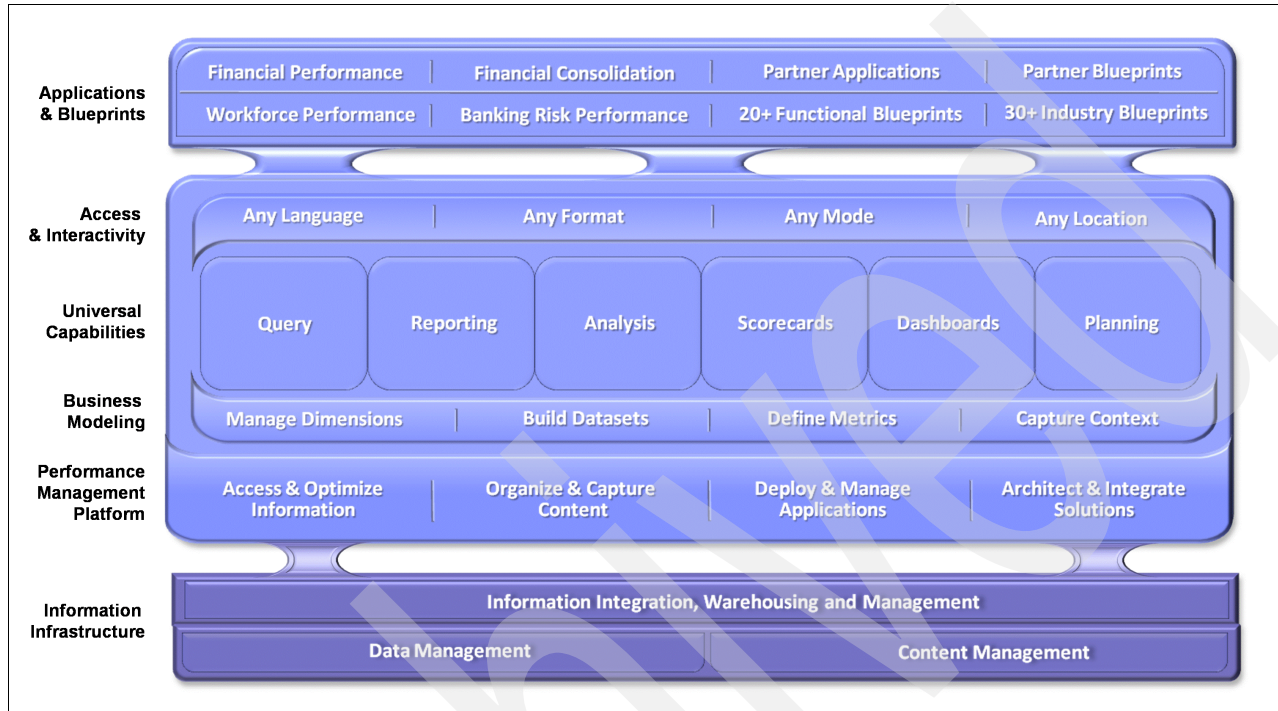 Applications
& Blueprints
Financial Performance
Financial Consolidation
Partner Applications
Partner Blueprints
Workforce Performance
Banking Risk Performance
20+ Functional Blueprints
30+ Industry Blueprints
Access
& Interactivity
Any Language
Any Format
Any Mode
Any Location
Universal
Capabilities
Query
Reporting
Analysis
Scorecards
Dashboards
Planning
Business
Modeling
Manage Dimensions
Build Datasets
Define Metrics
Capture Context
Performance
Management
Platform
Access & Optimize
Information
Organize & Capture
Content
Deploy & Manage
Applications
Architect & Integrate
Solutions
Information
Infrastructure
Information Integration, Warehousing and Management
Data Management
Content Management